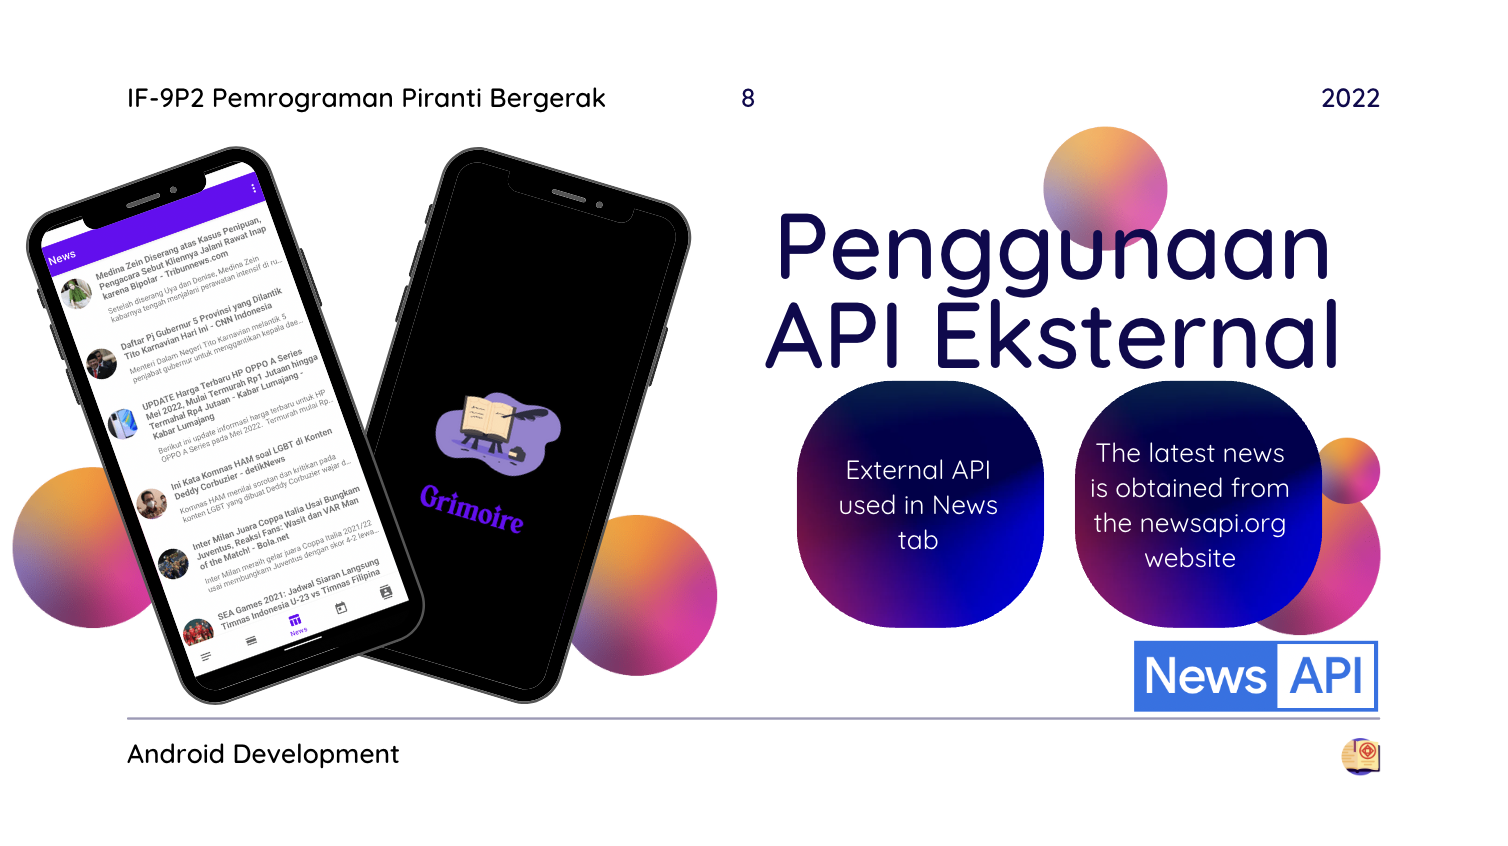 IF-9P2 Pemrograman Piranti Bergerak
8
2022
News
Medina Zein Diserang atas Kasus Penipuan,
Pengacara Sebut Kliennya Jalani Rawat Inap
karena Bipolar - Tribunnews.com
Setelah diserang Uya dan Denise, Medina Zein
kabarnya tengah menjalani perawatan intensif di ru...
Daftar Pj Gubernur 5 Provinsi yang Dilantik
Tito Karnavian Hari Ini - CNN Indonesia
Menteri Dalam Negeri Tito Karnavian melantik 5
penjabat gubernur untuk menggantikan kepala dae...
UPDATE Harga Terbaru HP OPPO A Series
Mei 2022, Mulai Termurah Rp1 Jutaan hingga
Termahal Rp4 Jutaan - Kabar Lumajang -
Kabar Lumajang
Berikut ini update informasi harga terbaru untuk HP
OPPO A Series pada Mei 2022. Termurah mulai Rp...
Ini Kata Komnas HAM soal LGBT di Konten
Deddy Corbuzier - detikNews
Komnas HAM menilai sorotan dan kritikan pada
konten LGBT yang dibuat Deddy Corbuzier wajar d...
Inter Milan Juara Coppa Italia Usai Bungkam
Juventus, Reaksi Fans: Wasit dan VAR Man
of the Match! - Bola.net
Inter Milan meraih gelar juara Coppa Italia 2021/22
usai membungkam Juventus dengan skor 4-2 lewa...
SEA Games 2021: Jadwal Siaran Langsung
Timnas Indonesia U-23 vs Timnas Filipina
News
Grimoire
Penggunaan
API Eksternal
External API
used in News
tab
The latest news
is obtained from
the newsapi.org
website
News API
Android Development